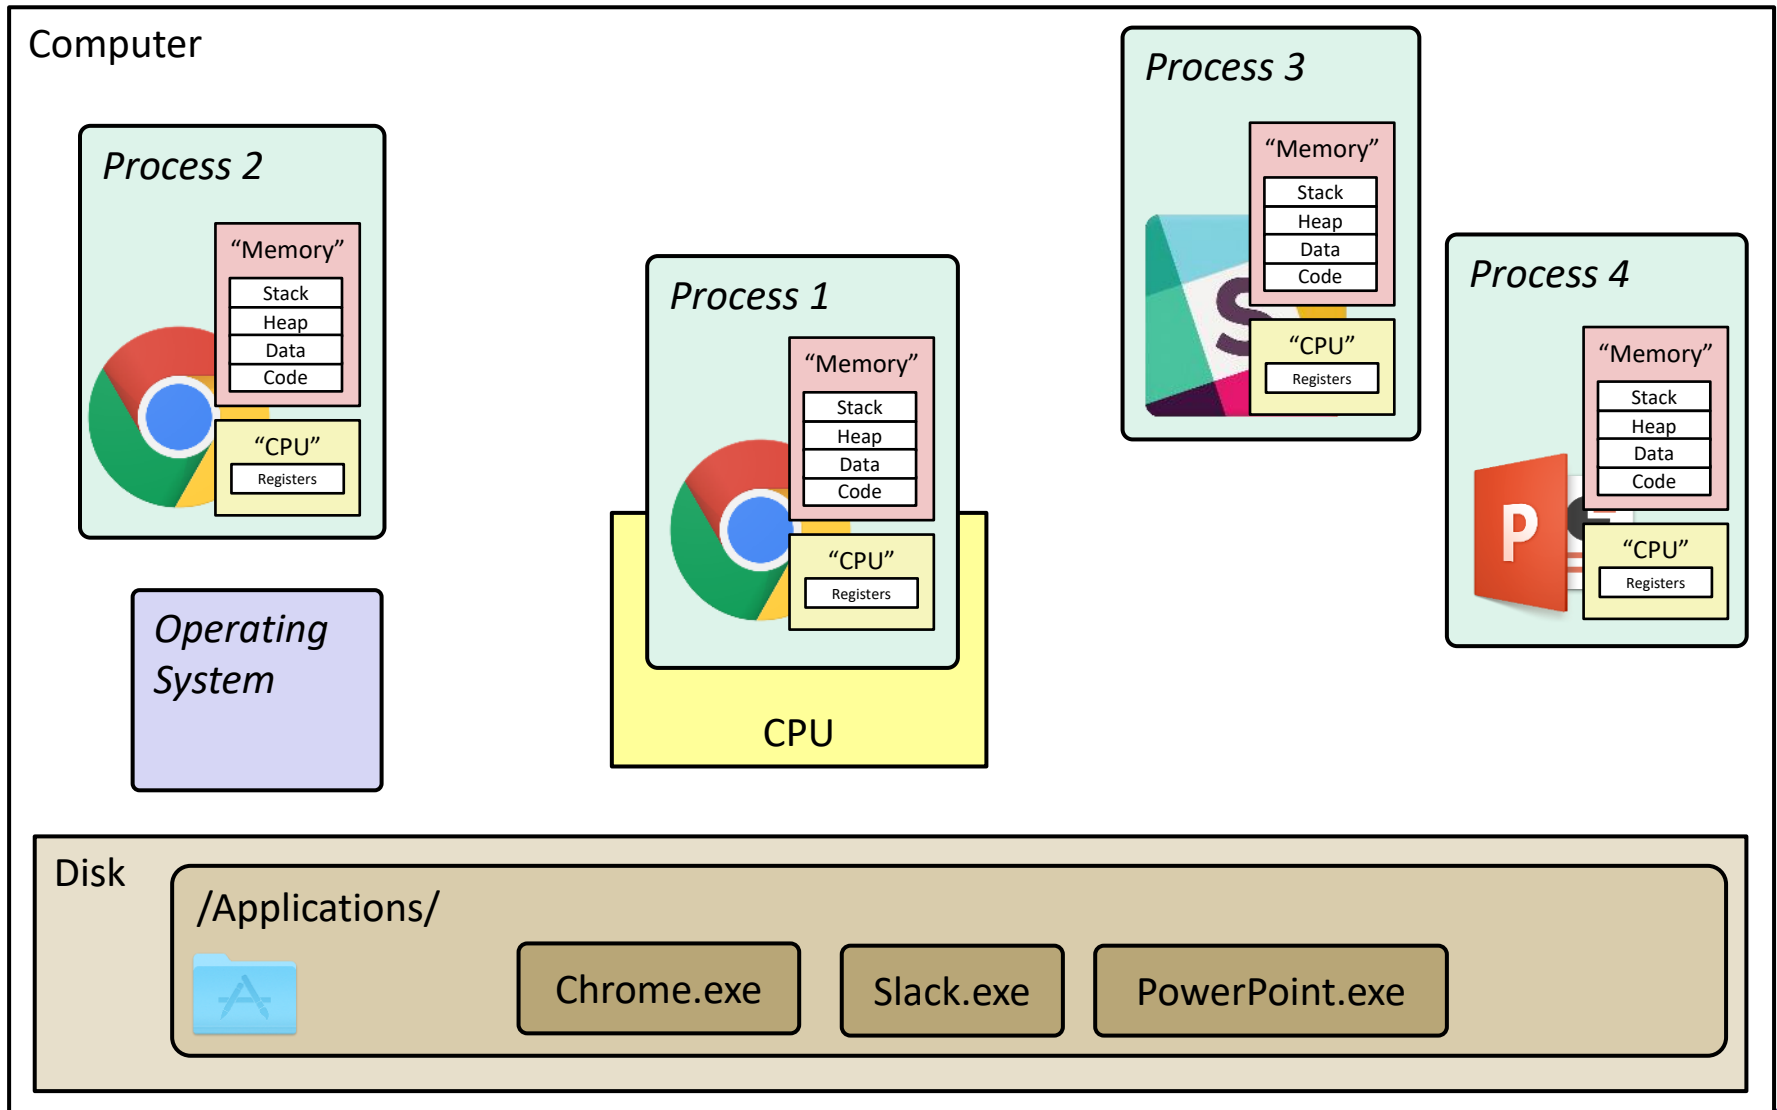 Computer
Process 2
“Memory”
Stack
Heap
Data
Code
“CPU”
Registers
Process 1
“Memory”
Stack
Heap
Data
Code
“CPU”
Registers
CPU
Process 3
“Memory”
Stack
Heap
Data
Code
S
“CPU”
Registers
Process 4
“Memory”
Stack
Heap
Data
Code
P
“CPU”
Registers
Operating
System
Disk
/Applications/
Chrome.exe
Slack.exe
PowerPoint.exe